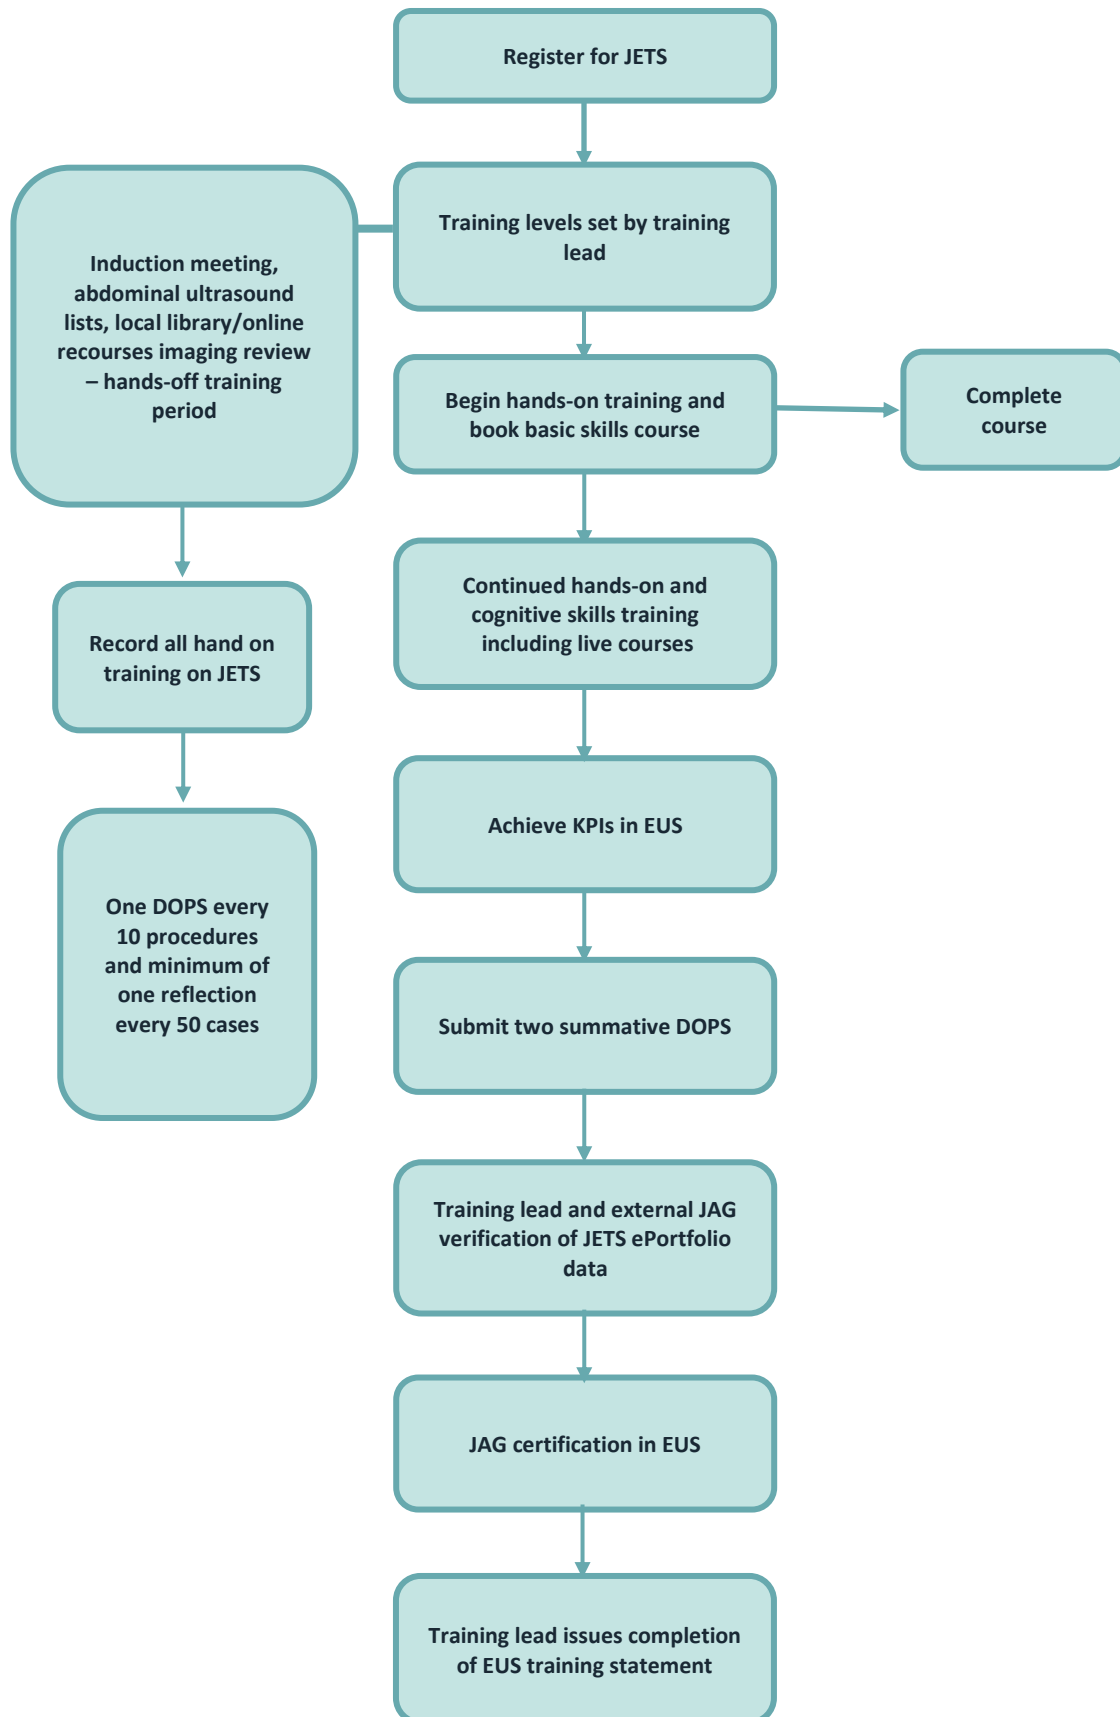 Register for JETS
Training levels set by training
lead
Induction meeting,
abdominal ultrasound
lists, local library/online
recourses imaging review
– hands-off training
period
Begin hands-on training and
book basic skills course
Complete
course
Continued hands-on and
cognitive skills training
including live courses
Record all hand on
training on JETS
Achieve KPIs in EUS
One DOPS every
10 procedures
and minimum of
one reflection
every 50 cases
Submit two summative DOPS
Training lead and external JAG
verification of JETS ePortfolio
data
JAG certification in EUS
Training lead issues completion
of EUS training statement